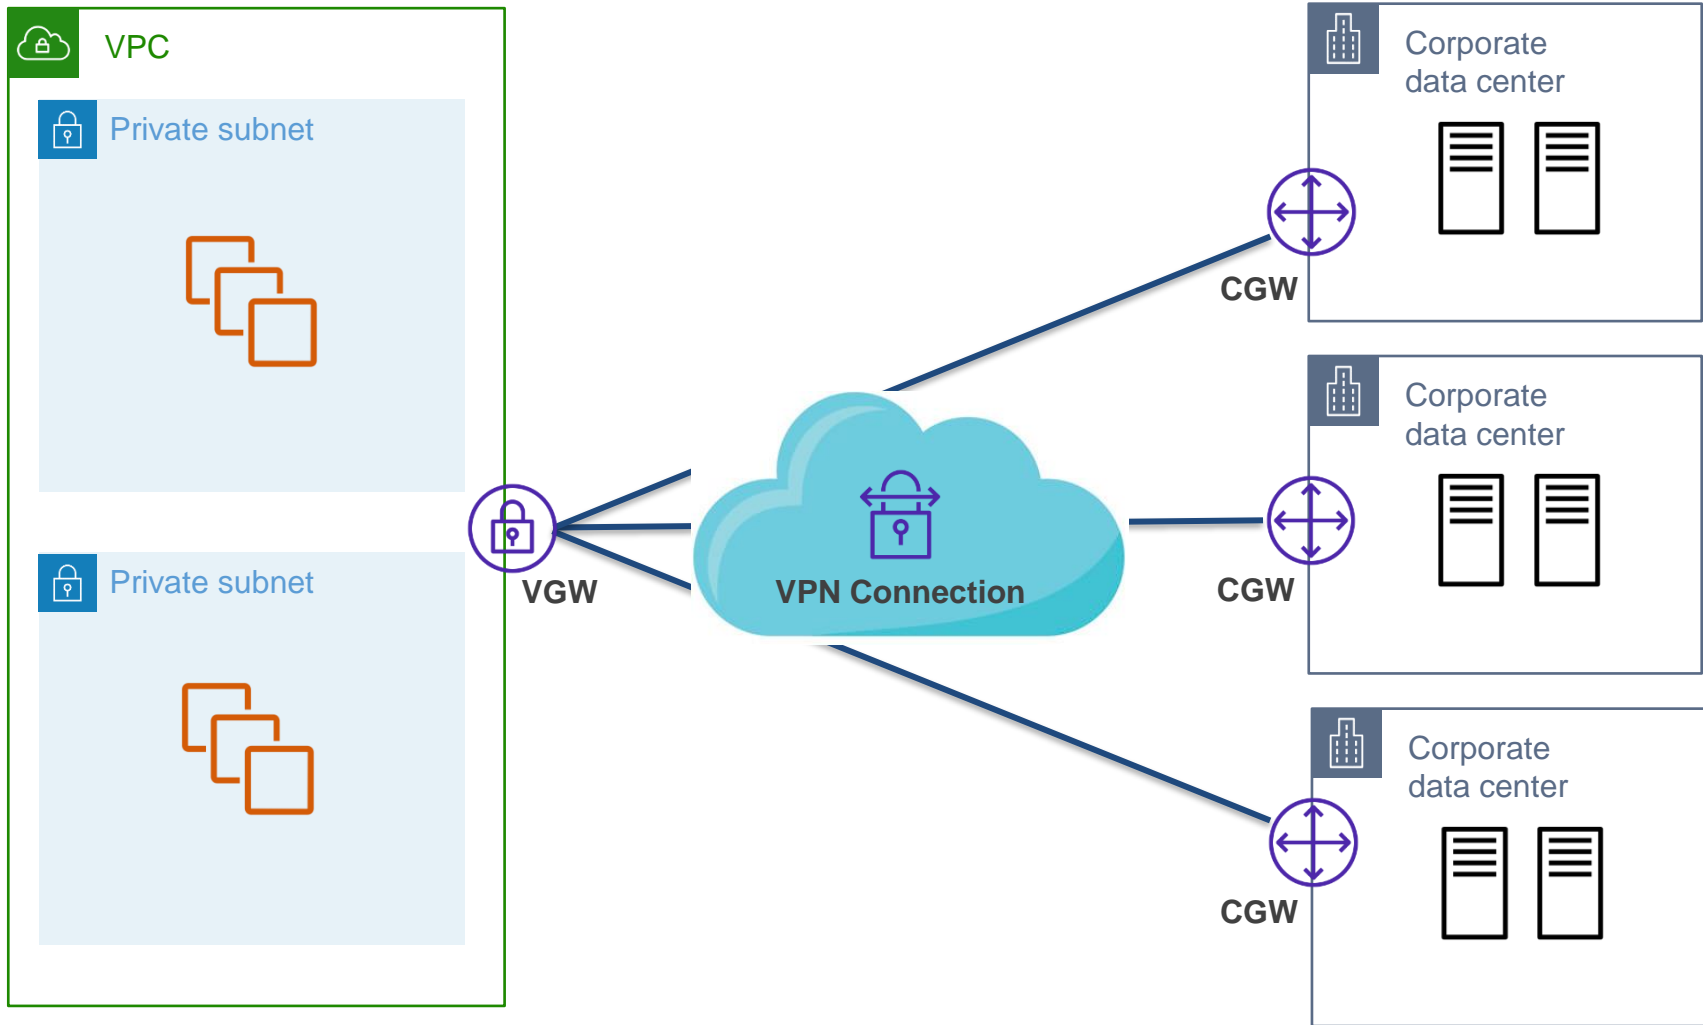 VPC
Private subnet
Private subnet
VGW
VPN Connection
Corporate
data center
CGW
Corporate
data center
CGW
Corporate
data center
CGW